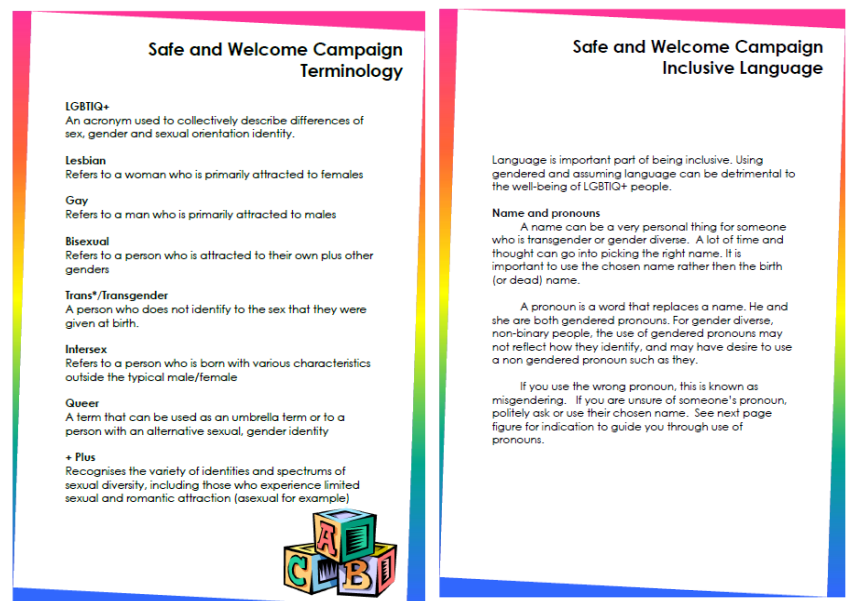 Safe and Welcome Campaign
Terminology
LGBTIQ+
An acronym used to collectively describe differences of
sex, gender and sexual orientation identity.
Lesbian
Refers to a woman who is primarily attracted to females
Gay
Refers to a man who is primarily attracted to males
Bisexual
Refers to a person who is attracted to their own plus other
genders
Trans*/Transgender
A person who does not identify to the sex that they were
given at birth.
Intersex
Refers to a person who is born with various characteristics
outside the typical male/female
Queer
A term that can be used as an umbrella term or to a
person with an alternative sexual, gender identity
+ Plus
Recognises the variety of identities and spectrums of
sexual diversity, including those who experience limited
sexual and romantic attraction (asexual for example)
A
C B
Safe and Welcome Campaign
Inclusive Language
Language is important part of being inclusive. Using
gendered and assuming language can be detrimental to
the well-being of LGBTIQ+ people.
Name and pronouns
A name can be a very personal thing for someone
who is transgender or gender diverse. A lot of time and
thought can go into picking the right name. It is
important to use the chosen name rather then the birth
(or dead) name.
A pronoun is a word that replaces a name. He and
she are both gendered pronouns. For gender diverse,
non-binary people, the use of gendered pronouns may
not reflect how they identify, and may have desire to use
a non gendered pronoun such as they.
If you use the wrong pronoun, this is known as
misgendering. If you are unsure of someone's pronoun,
politely ask or use their chosen name. See next page
figure for indication to guide you through use of
pronouns.